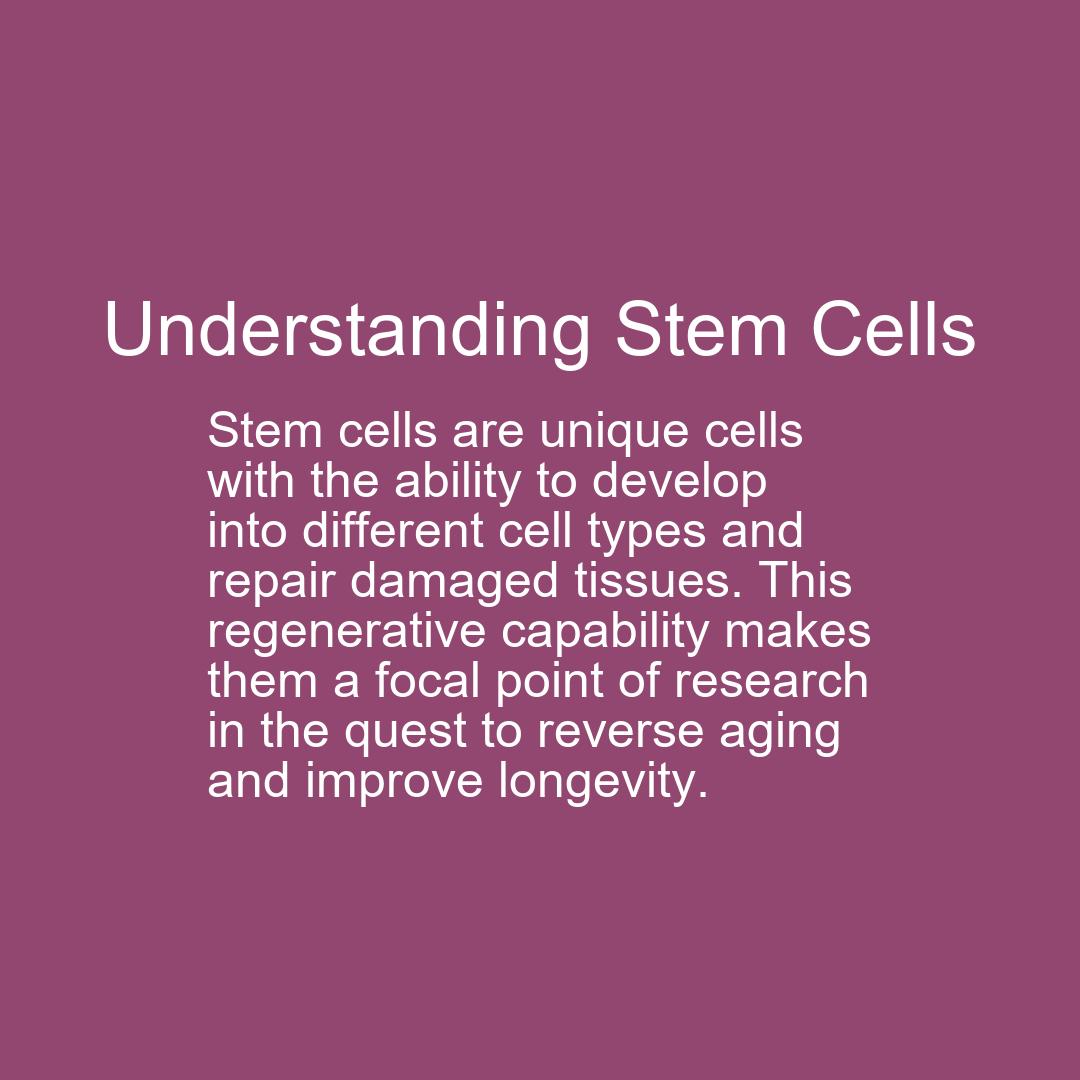 Understanding Stem Cells
Stem cells are unique cells
with the ability to develop
into different cell types and
repair damaged tissues. This
regenerative capability makes
them a focal point of research
in the quest to reverse aging
and improve longevity.